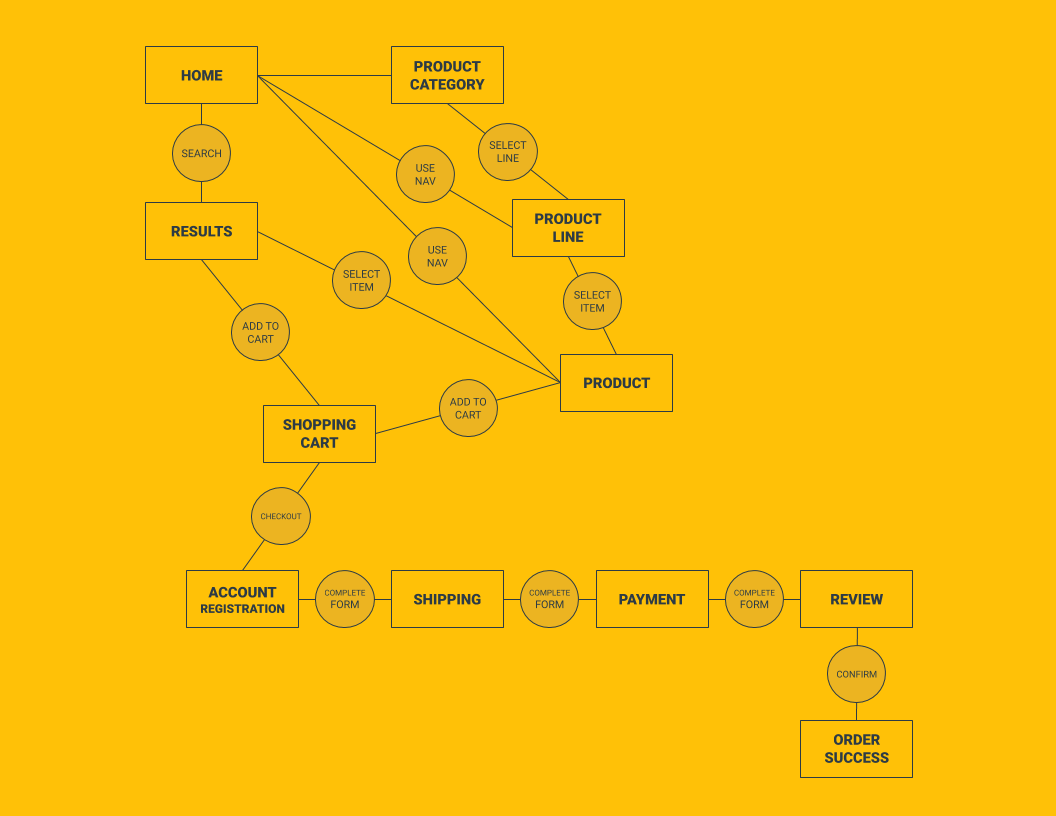 HOME
PRODUCT
CATEGORY
SEARCH
SELECT
LINE
USE
NAV
RESULTS
PRODUCT
LINE
USE
NAV
SELECT
ITEM
SELECT
ITEM
ADD TO
CART
PRODUCT
ADD TO
CART
SHOPPING
CART
CHECKOUT
ACCOUNT
REGISTRATION
COMPLETE
FORM
SHIPPING
COMPLETE
FORM
PAYMENT
COMPLETE
FORM
REVIEW
CONFIRM
ORDER
SUCCESS